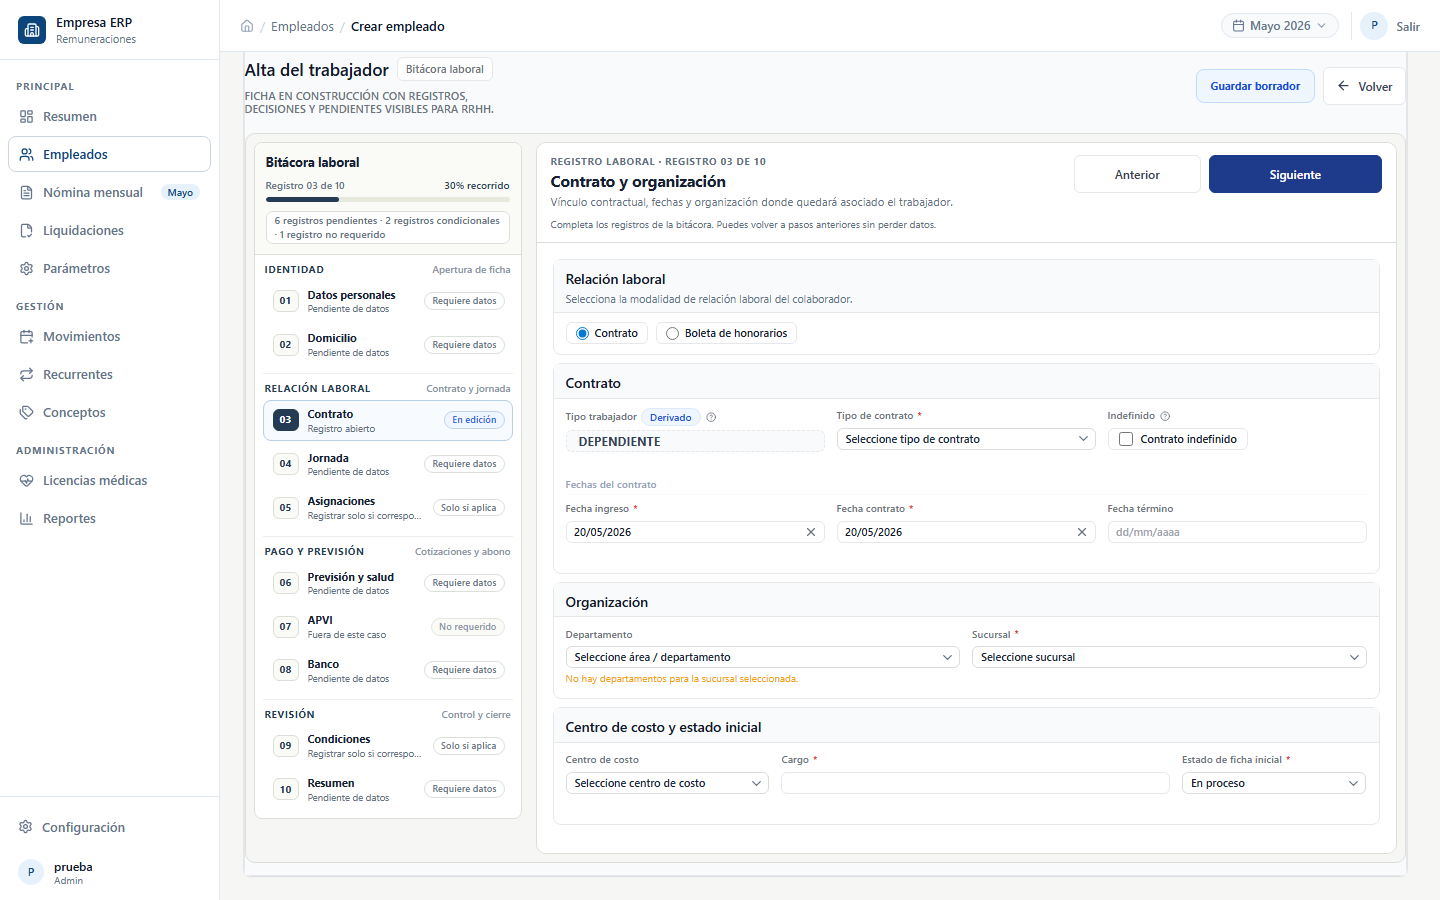 Empresa ERP
Remuneraciones
PRINCIPAL
Resumen
Empleados
Nómina mensual Mayo
Liquidaciones
Parámetros
GESTIÓN
Movimientos
Recurrentes
Conceptos
ADMINISTRACIÓN
Licencias médicas
Reportes
Configuración
P
prueba
Admin
/ Empleados / Crear empleado
Mayo 2026
P Salir
Alta del trabajador Bitácora laboral
FICHA EN CONSTRUCCIÓN CON REGISTROS,
DECISIONES Y PENDIENTES VISIBLES PARA RRHH.
Guardar borrador
Volver
Bitácora laboral
Registro 03 de 10 30% recorrido
6 registros pendientes · 2 registros condicionales
· 1 registro no requerido
IDENTIDAD Apertura de ficha
01 Datos personales Requiere datos
Pendiente de datos
02 Domicilio Requiere datos
Pendiente de datos
RELACIÓN LABORAL Contrato y jornada
03 Contrato En edición
Registro abierto
04 Jornada Requiere datos
Pendiente de datos
05 Asignaciones Solo si aplica
Registrar solo si correspo...
PAGO Y PREVISIÓN Cotizaciones y abono
06 Previsión y salud Requiere datos
Pendiente de datos
07 APVI No requerido
Fuera de este caso
08 Banco Requiere datos
Pendiente de datos
REVISIÓN Control y cierre
09 Condiciones Solo si aplica
Registrar solo si correspo...
10 Resumen Requiere datos
Pendiente de datos
REGISTRO LABORAL · REGISTRO 03 DE 10
Contrato y organización
Vínculo contractual, fechas y organización donde quedará asociado el trabajador.
Completa los registros de la bitácora. Puedes volver a pasos anteriores sin perder datos.
Anterior
Siguiente
Relación laboral
Selecciona la modalidad de relación laboral del colaborador.
Contrato
Boleta de honorarios
Contrato
Tipo trabajador Derivado ?
DEPENDIENTE
Tipo de contrato *
Seleccione tipo de contrato
Indefinido ?
Contrato indefinido
Fechas del contrato
Fecha ingreso *
20/05/2026
Fecha contrato *
20/05/2026
Fecha término
dd/mm/aaaa
Organización
Departamento
Seleccione área / departamento
No hay departamentos para la sucursal seleccionada.
Sucursal *
Seleccione sucursal
Centro de costo y estado inicial
Centro de costo
Seleccione centro de costo
Cargo *
Estado de ficha inicial *
En proceso